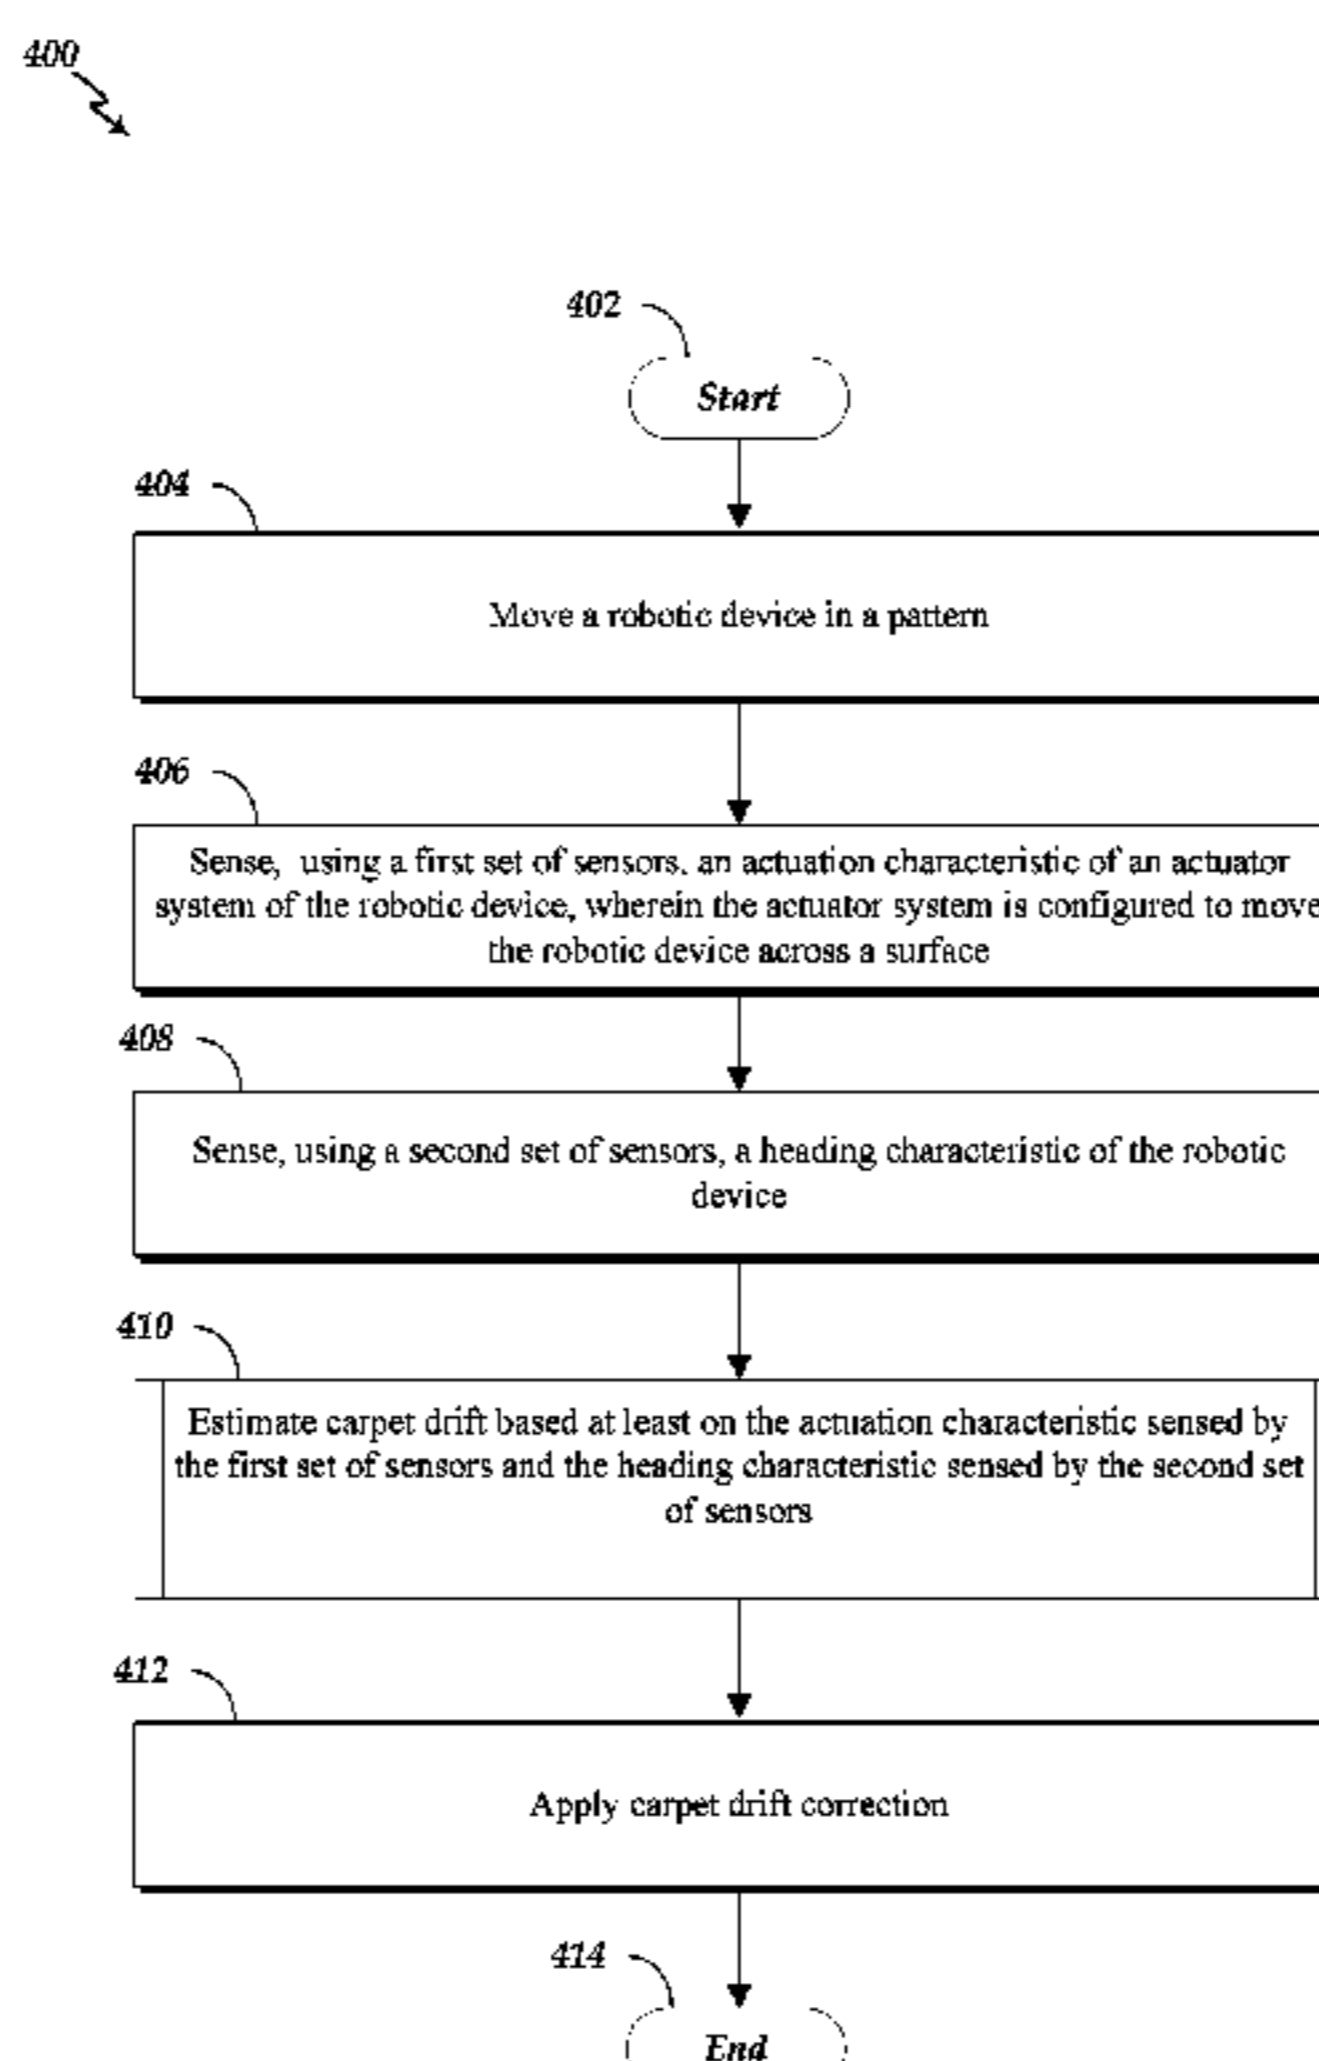 400
402
Start
404
Move a robotic device in a pattern
406
Sense, using a first set of sensors, an actuation characteristic of an actuator
system of the robotic device, wherein the actuator system is configured to move
the robotic device across a surface
408
Sense, using a second set of sensors, a heading characteristic of the robotic
device
410
Estimate carpet drift based at least on the actuation characteristic sensed by
the first set of sensors and the heading characteristic sensed by the second set
of sensors
412
Apply carpet drift correction
414
End